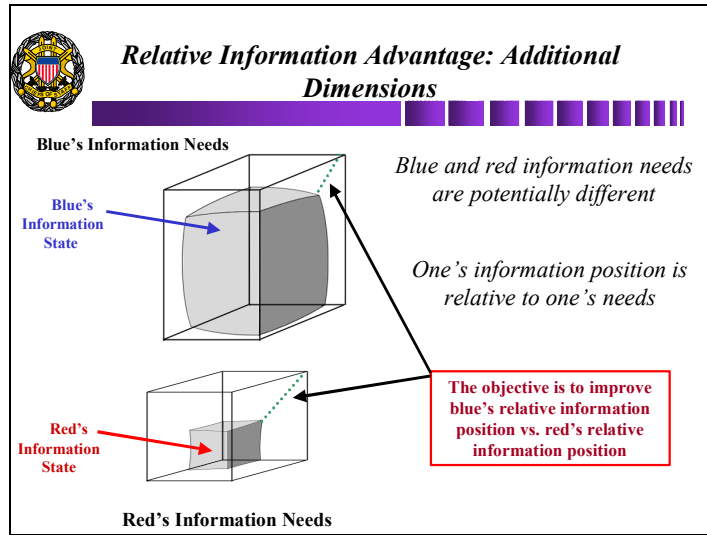 Relative Information Advantage: Additional
Dimensions
Blue's Information Needs
Blue's
Information
State
Blue and red information needs
are potentially different
One's information position is
relative to one's needs
The objective is to improve
blue's relative information
position vs. red's relative
information position
Red's
Information
State
Red's Information Needs